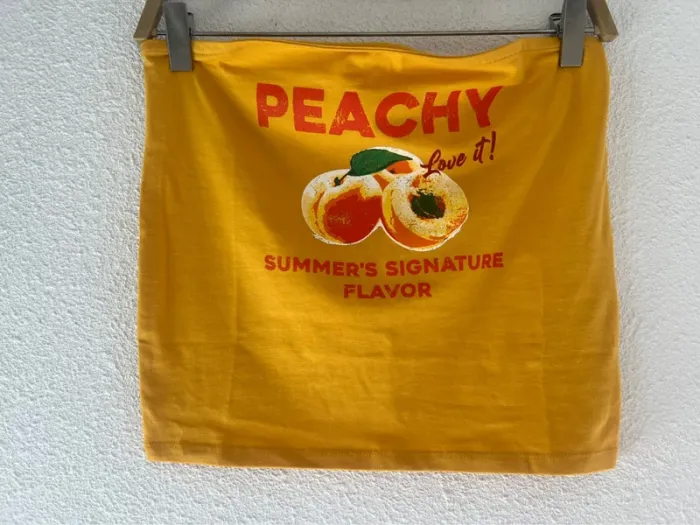 PEACHY
Love it!
SUMMER'S SIGNATURE
FLAVOR